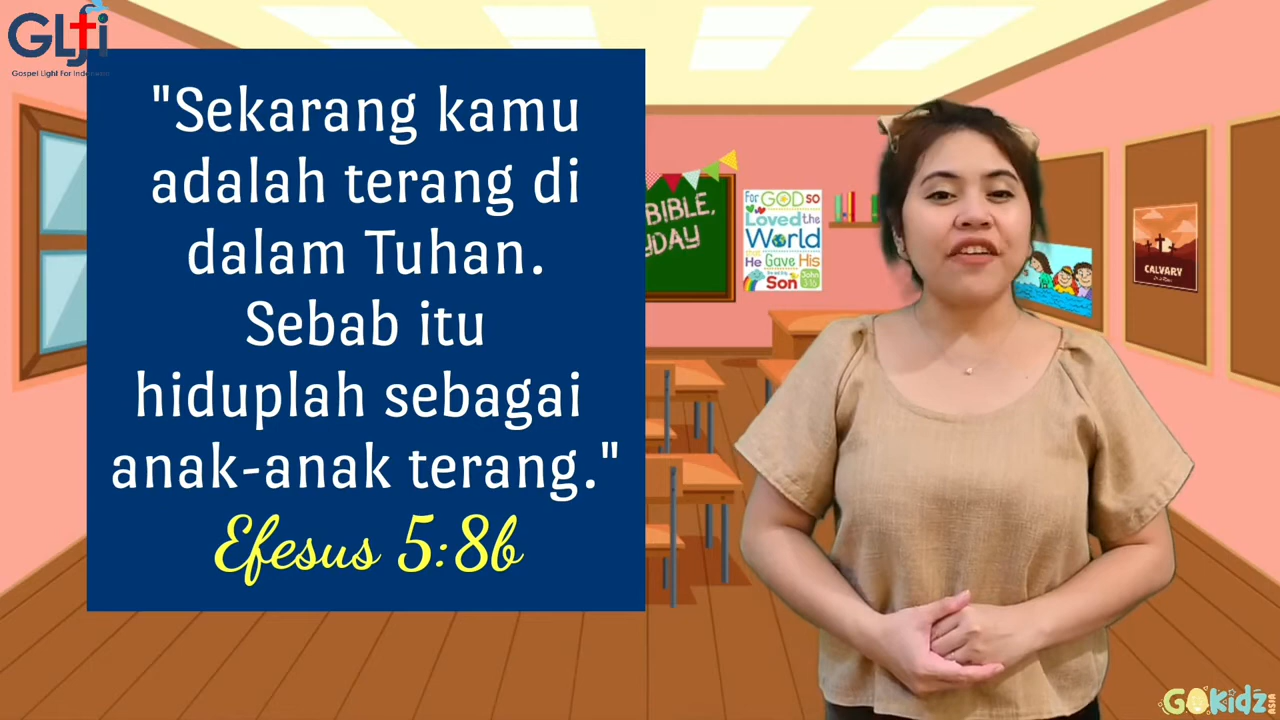 GLfi
Gospel Light For Indonesia
"Sekarang kamu
adalah terang di
dalam Tuhan.
Sebab itu
hiduplah sebagai
anak-anak terang."
Efesus 5:8b
BIBLE,
YDAY
For GOD so
Loved the
World
He Gave His
Son
John
3:16
CALVARY
GOKidz
ASIA